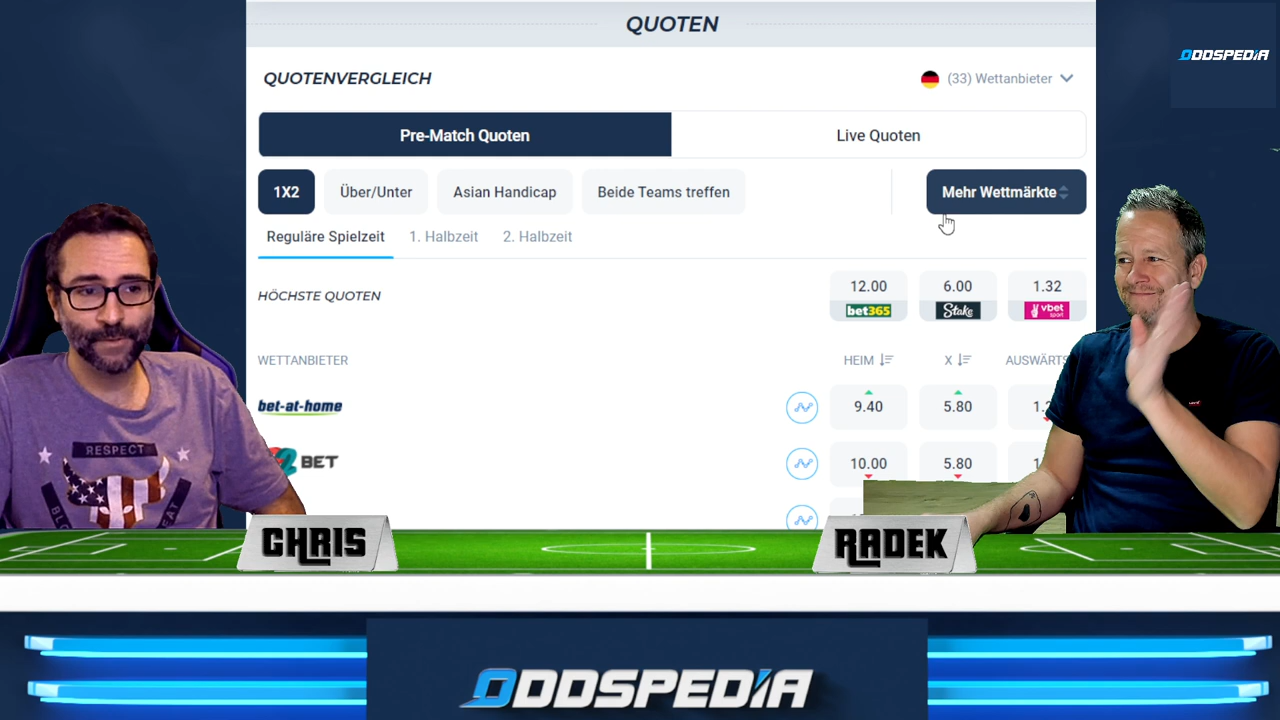 QUOTEN
ODDSPEDIA
QUOTENVERGLEICH
(33) Wettanbieter
Pre-Match Quoten
Live Quoten
1X2
Über/Unter
Asian Handicap
Beide Teams treffen
Mehr Wettmärkte
Reguläre Spielzeit
1. Halbzeit
2. Halbzeit
HÖCHSTE QUOTEN
12.00
6.00
1.32
bet365
Stake
vbet
sport
WETTANBIETER
HEIM
X
AUSWÄRTS
bet-at-home
9.40
5.80
BET
10.00
5.80
RESPECT
CHRIS
RADEK
ODDSPEDIA